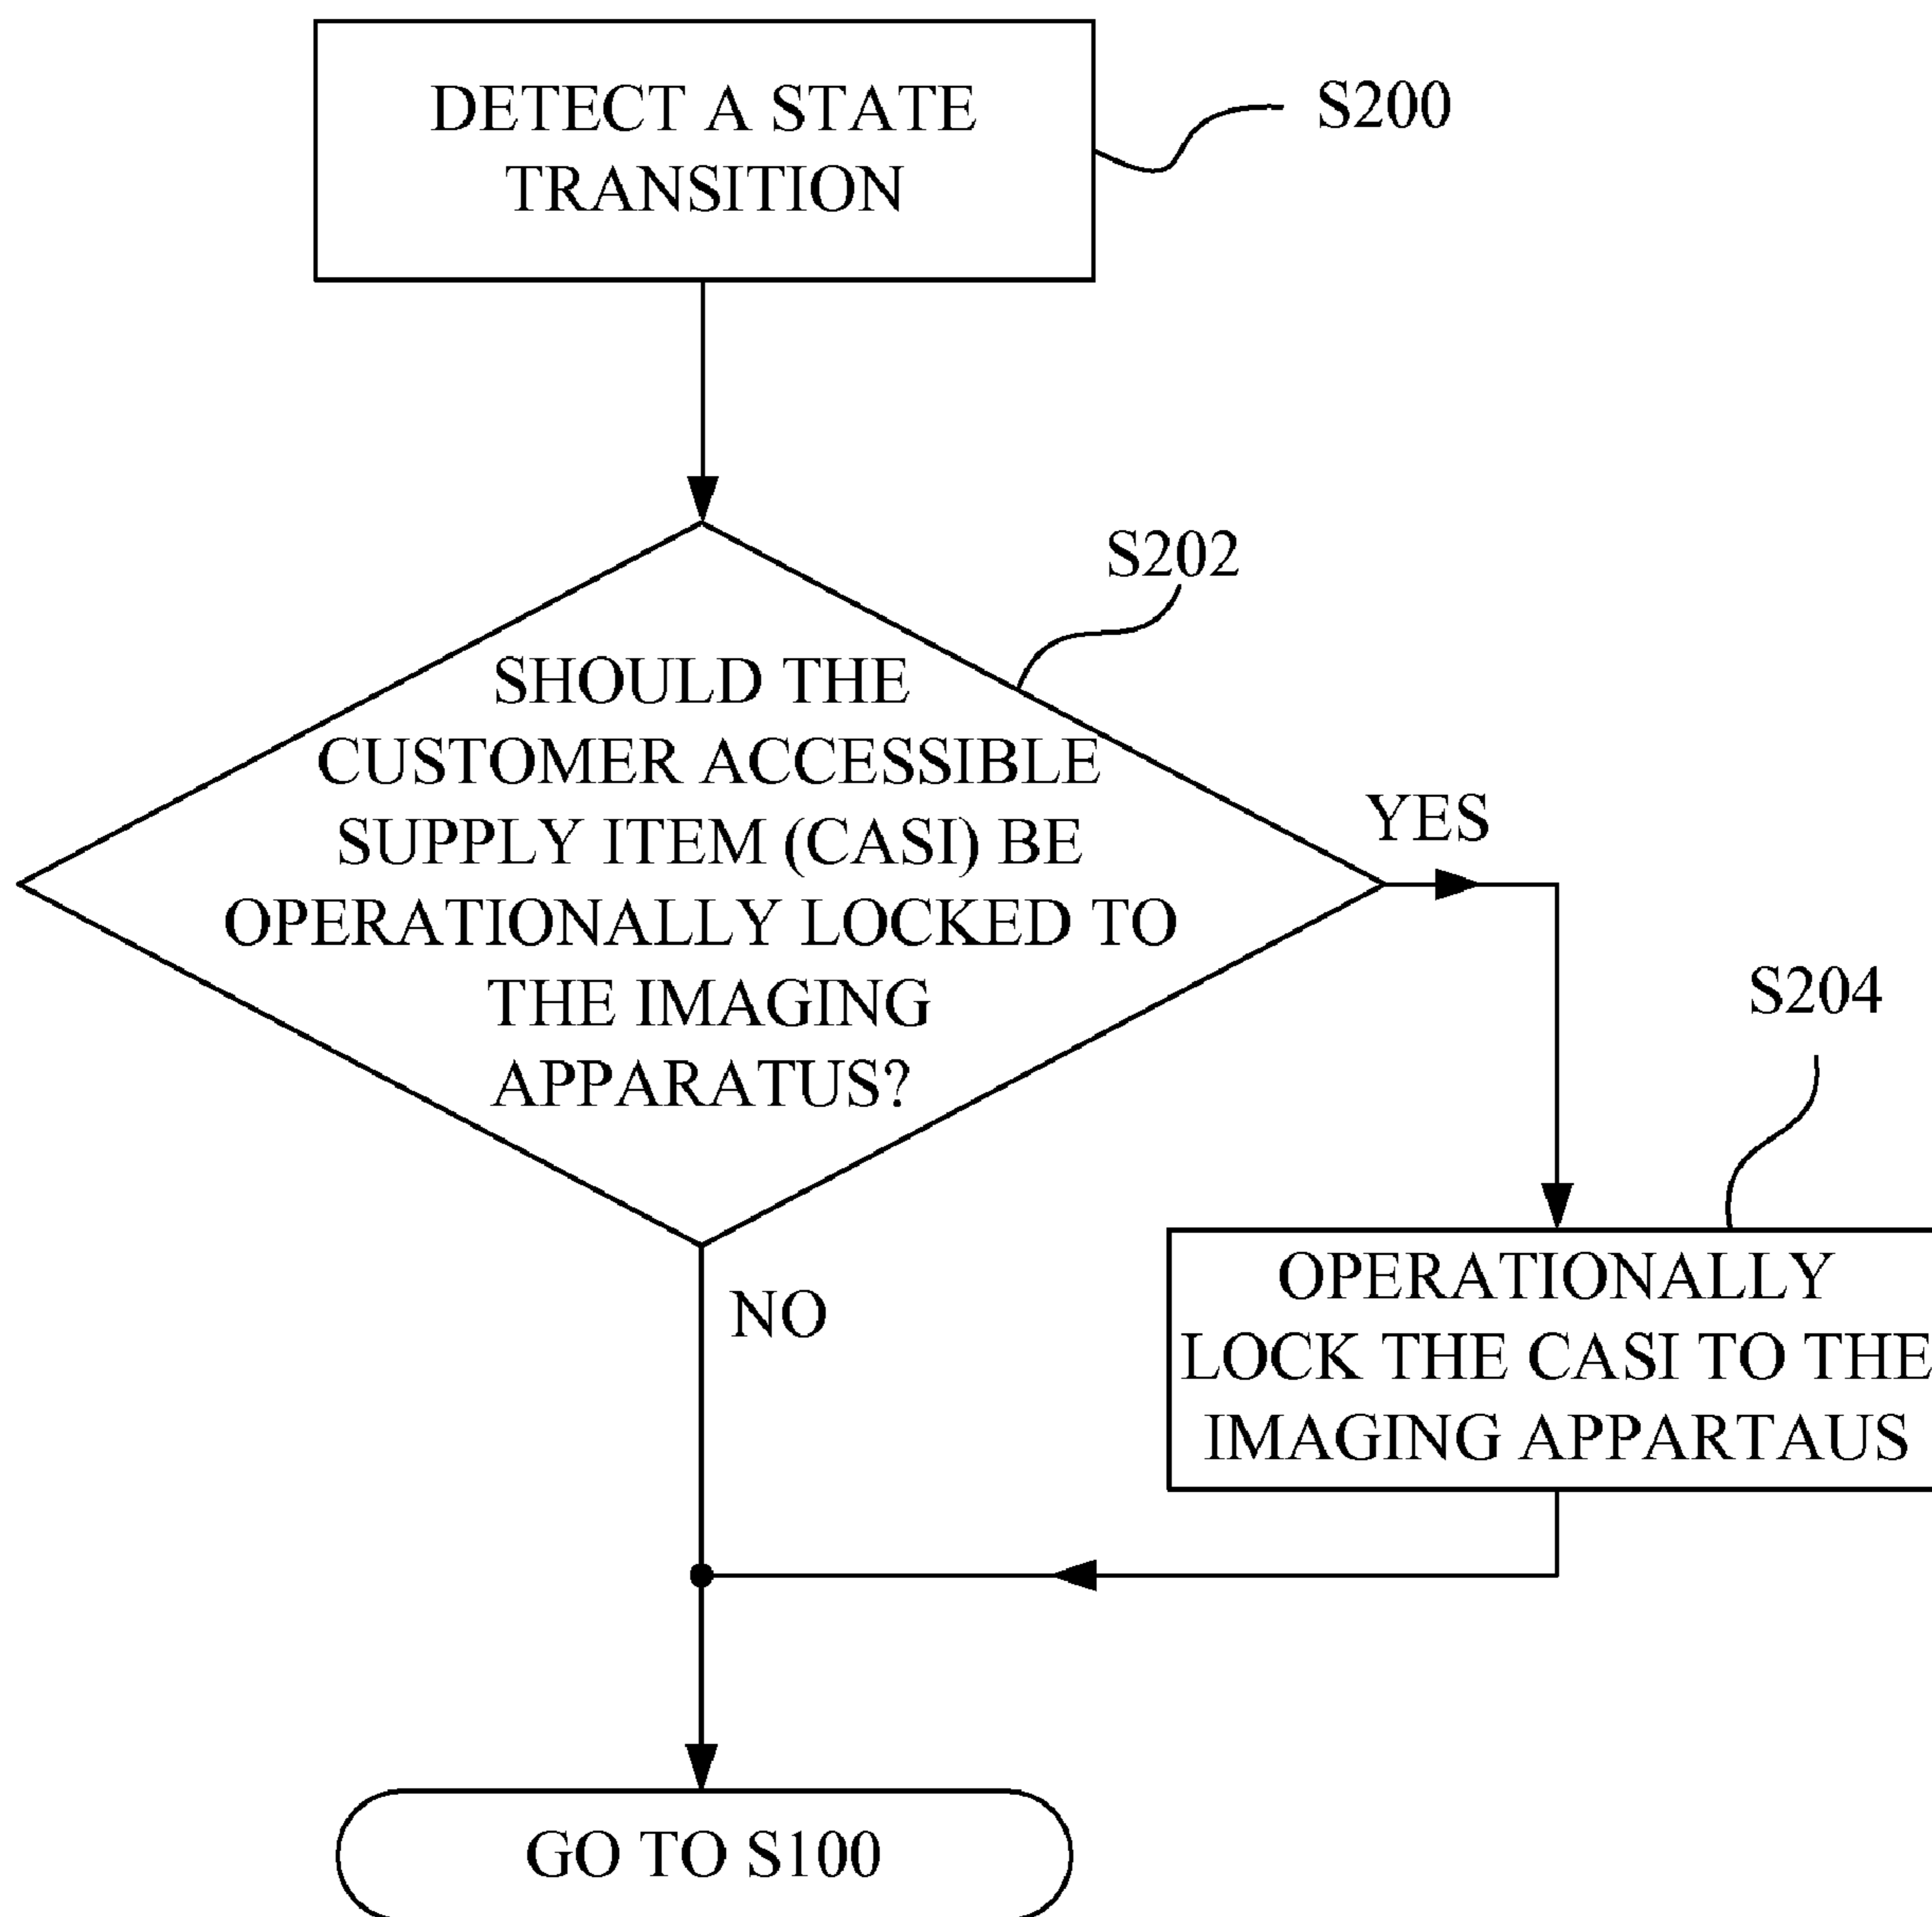 DETECT A STATE
TRANSITION
S200
S202
SHOULD THE
CUSTOMER ACCESSIBLE
SUPPLY ITEM (CASI) BE
OPERATIONALLY LOCKED TO
THE IMAGING
APPARATUS?
YES
S204
NO
OPERATIONALLY
LOCK THE CASI TO THE
IMAGING APPARTAUS
GO TO S100